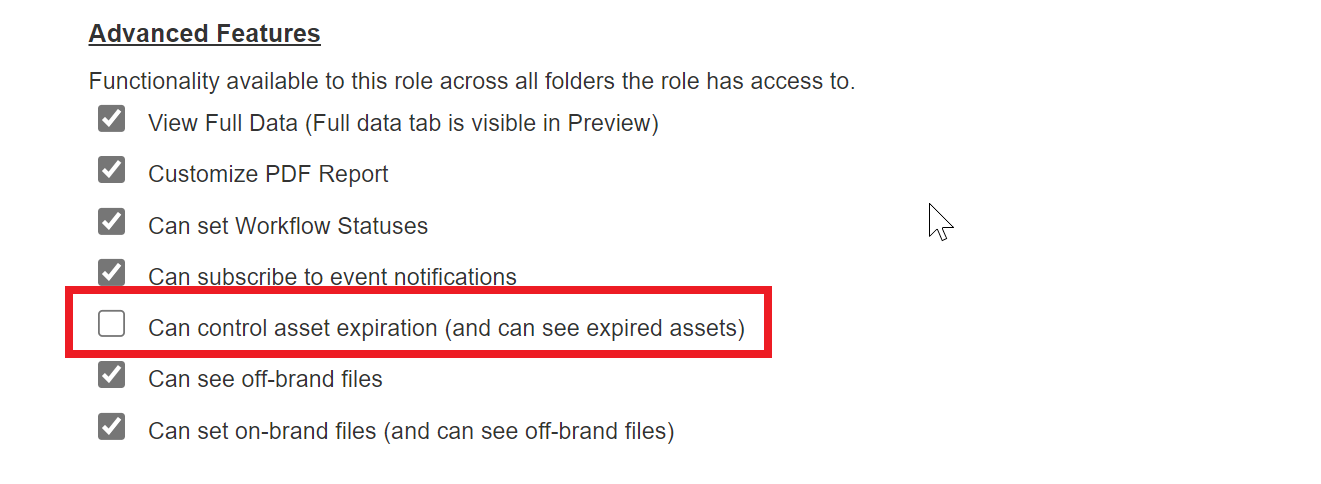 Advanced Features
Functionality available to this role across all folders the role has access to.
View Full Data (Full data tab is visible in Preview)
Customize PDF Report
Can set Workflow Statuses
Can subscribe to event notifications
Can control asset expiration (and can see expired assets)
Can see off-brand files
Can set on-brand files (and can see off-brand files)